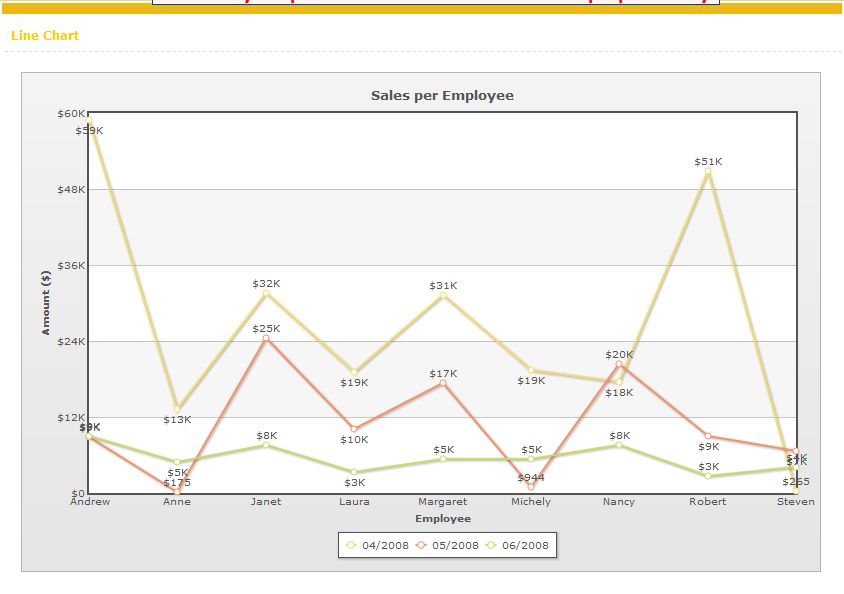 Line Chart
Sales per Employee
$60K
$59K
$51K
$48K
$36K
$32K
$31K
$25K
$24K
$20K
$19K
$19K
$18K
$17K
$13K
$12K
$10K
$9K
$9K
$8K
$8K
$5K
$5K
$5K
$3K
$3K
$4K
$7K
$175
$944
$265
$0
Amount ($)
Andrew Anne Janet Laura Margaret Michely Nancy Robert Steven
Employee
04/2008 05/2008 06/2008